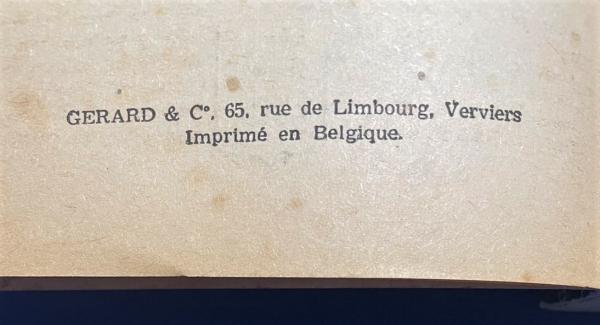 GERARD & C°, 65, rue de Limbourg, Verviers
Imprimé en Belgique.